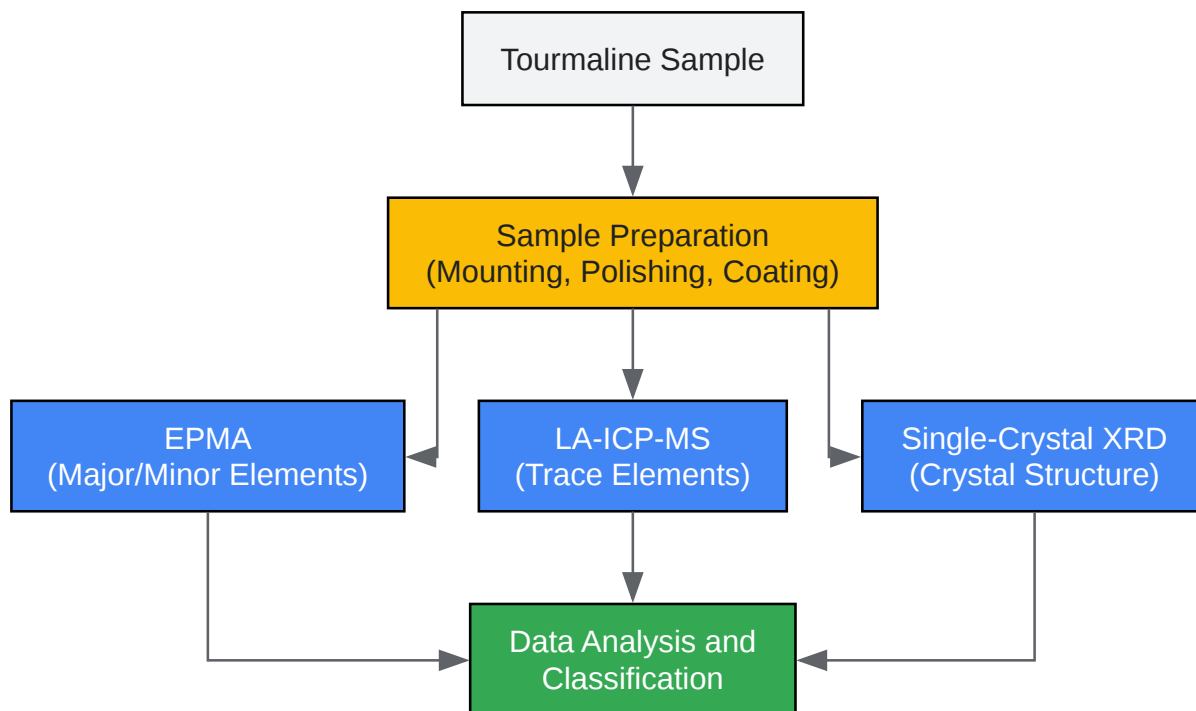 Tourmaline Sample
Sample Preparation
(Mounting, Polishing, Coating)
EPMA
(Major/Minor Elements)
LA-ICP-MS
(Trace Elements)
Single-Crystal XRD
(Crystal Structure)
Data Analysis and
Classification